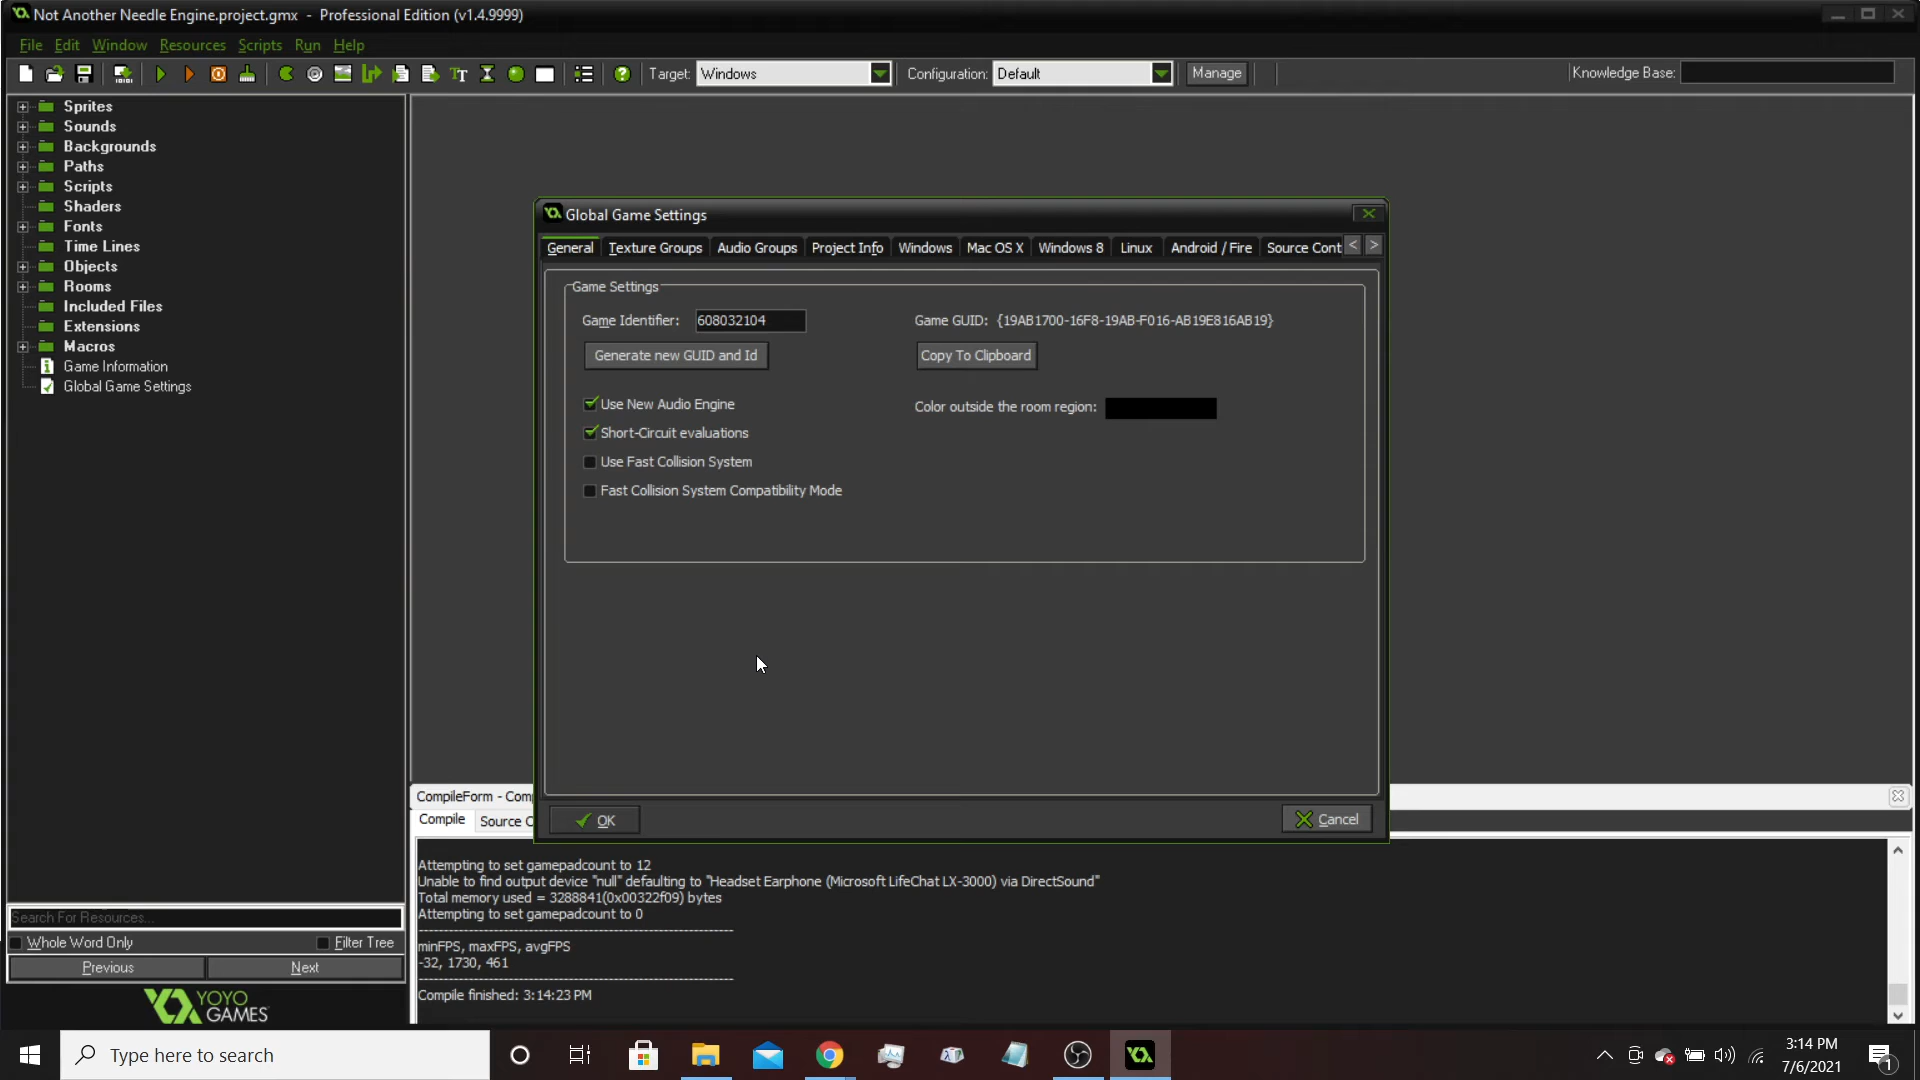 Not Another Needle Engine.project.gmx - Professional Edition (v1.4.9999)
File Edit Window Resources Scripts Run Help
Target: Windows Configuration: Default Manage Knowledge Base:
Sprites
Sounds
Backgrounds
Paths
Scripts
Shaders
Fonts
Time Lines
Objects
Rooms
Included Files
Extensions
Macros
Game Information
Global Game Settings
Search For Resources...
Whole Word Only Filter Tree
Previous Next
YOYO
GAMES
Global Game Settings
General Texture Groups Audio Groups Project Info Windows Mac OS X Windows 8 Linux Android / Fire Source Cont < >
Game Settings
Game Identifier: 608032104 Game GUID: {19AB1700-16F8-19AB-F016-AB19E816AB19}
Generate new GUID and Id Copy To Clipboard
Use New Audio Engine Color outside the room region:
Short-Circuit evaluations
Use Fast Collision System
Fast Collision System Compatibility Mode
OK Cancel
CompileForm - Com
Compile Source C
Attempting to set gamepadcount to 12
Unable to find output device "null" defaulting to "Headset Earphone (Microsoft LifeChat LX-3000) via DirectSound"
Total memory used = 3288841(0x00322f09) bytes
Attempting to set gamepadcount to 0
minFPS, maxFPS, avgFPS
-32, 1730, 461
Compile finished: 3:14:23 PM
Type here to search
3:14 PM
7/6/2021
1